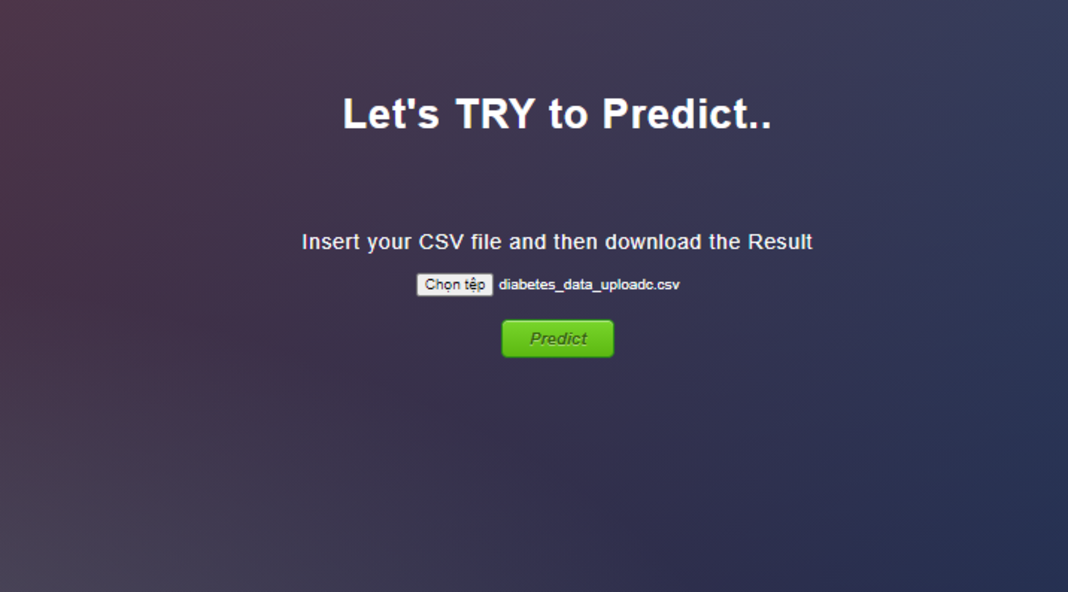 Let's TRY to Predict..
Insert your CSV file and then download the Result
Chọn tệp diabetes_data_uploadc.csv
Predict